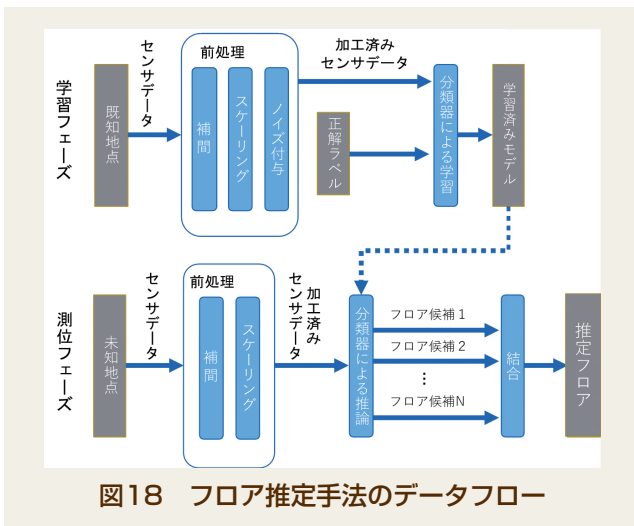 学習フェーズ
既知地点
センサデータ
前処理
補間
スケーリング
ノイズ付与
加工済み
センサデータ
正解ラベル
分類器による学習
学習済みモデル
測位フェーズ
未知地点
センサデータ
前処理
補間
スケーリング
加工済み
センサデータ
分類器による推論
フロア候補1
フロア候補2
⋮
フロア候補N
結合
推定フロア
図18 フロア推定手法のデータフロー